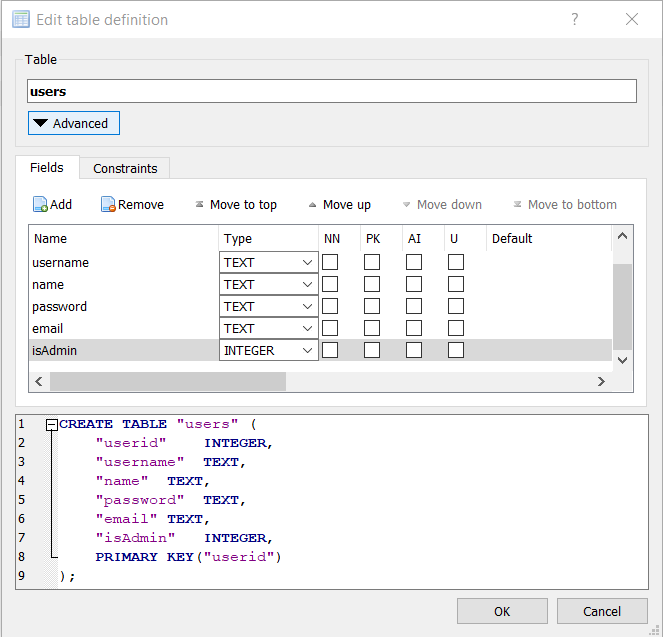 Edit table definition
?
Table
users
Advanced
Fields Constraints
Add Remove Move to top Move up Move down Move to bottom
Name Type NN PK AI U Default
username TEXT
name TEXT
password TEXT
email TEXT
isAdmin INTEGER
1 CREATE TABLE "users" (
2 "userid" INTEGER,
3 "username" TEXT,
4 "name" TEXT,
5 "password" TEXT,
6 "email" TEXT,
7 "isAdmin" INTEGER,
8 PRIMARY KEY("userid")
9 );
OK Cancel